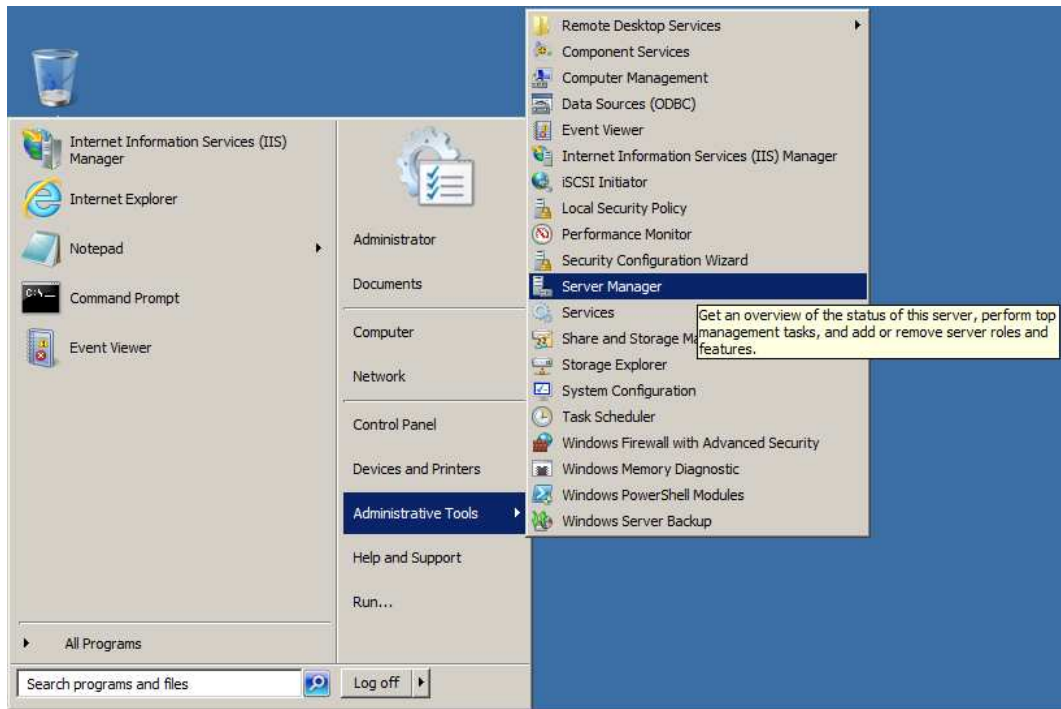 Internet Information Services (IIS)
Manager
Internet Explorer
Notepad
Command Prompt
Event Viewer
All Programs
Search programs and files
Administrator
Documents
Computer
Network
Control Panel
Devices and Printers
Administrative Tools
Help and Support
Run...
Log off
Remote Desktop Services
Component Services
Computer Management
Data Sources (ODBC)
Event Viewer
Internet Information Services (IIS) Manager
iSCSI Initiator
Local Security Policy
Performance Monitor
Security Configuration Wizard
Server Manager
Services
Share and Storage Ma
Storage Explorer
System Configuration
Task Scheduler
Windows Firewall with Advanced Security
Windows Memory Diagnostic
Windows PowerShell Modules
Windows Server Backup
Get an overview of the status of this server, perform top
management tasks, and add or remove server roles and
features.